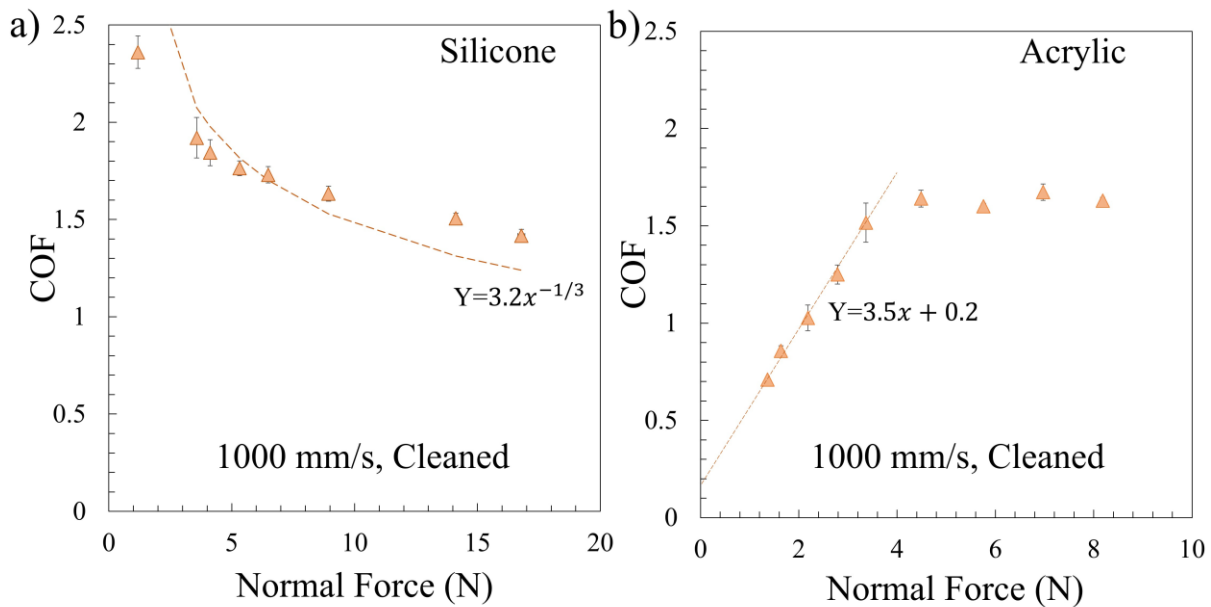 a)
Silicone
2.5
2
1.5
1
0.5
0
COF
Y=3.2x^{-1/3}
1000 mm/s, Cleaned
0 5 10 15 20
Normal Force (N)
b)
Acrylic
2.5
2
1.5
1
0.5
0
COF
Y=3.5x + 0.2
1000 mm/s, Cleaned
0 2 4 6 8 10
Normal Force (N)